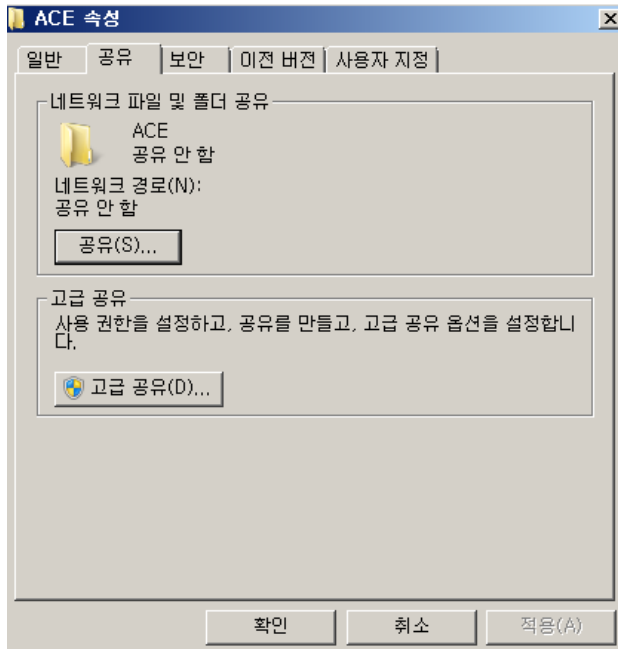 ACE 속성
일반 공유 보안 이전 버전 사용자 지정
네트워크 파일 및 폴더 공유
ACE
공유 안 함
네트워크 경로(N):
공유 안 함
공유(S)...
고급 공유
사용 권한을 설정하고, 공유를 만들고, 고급 공유 옵션을 설정합니
다.
고급 공유(D)...
확인 취소 적용(A)